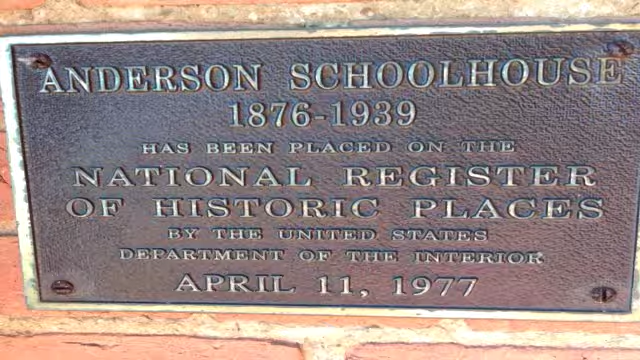 ANDERSON SCHOOLHOUSE
1876-1939
HAS BEEN PLACED ON THE
NATIONAL REGISTER
OF HISTORIC PLACES
BY THE UNITED STATES
DEPARTMENT OF THE INTERIOR
APRIL 11, 1977